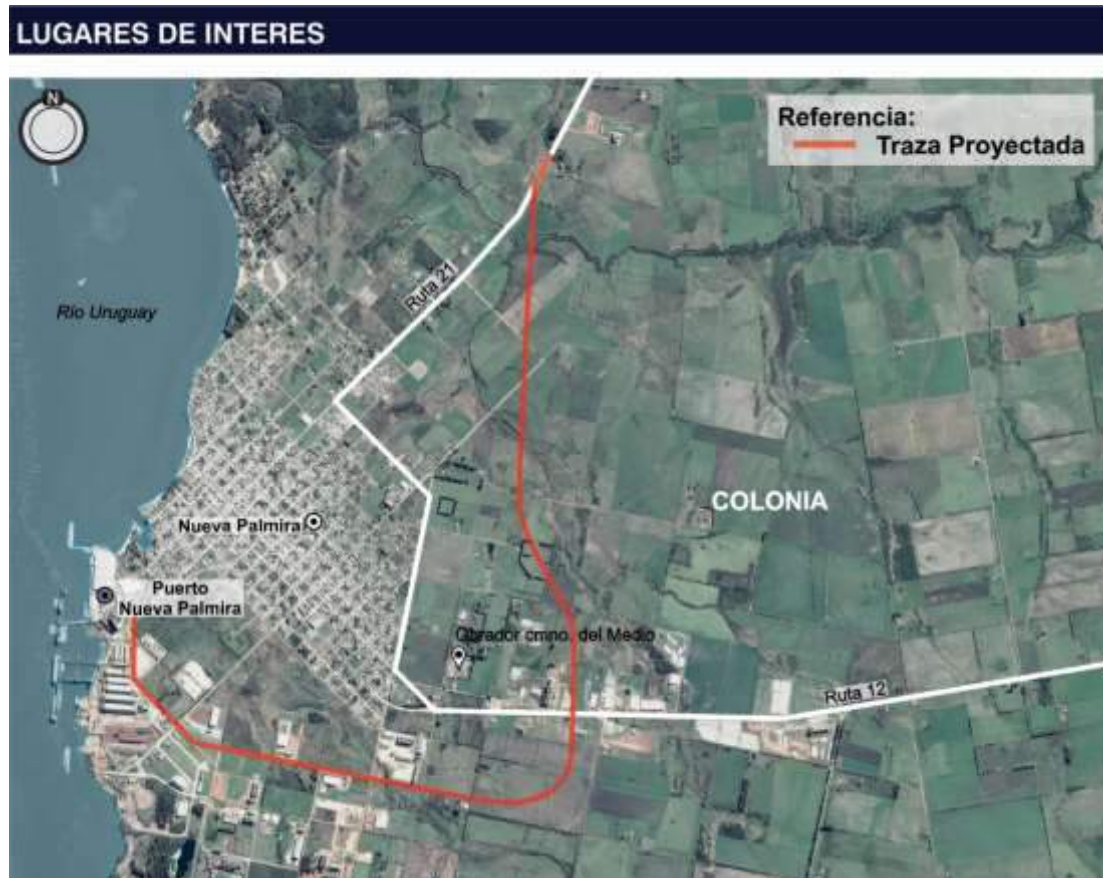 LUGARES DE INTERES
N
Referencia:
Traza Proyectada
Ruta 21
Río Uruguay
COLONIA
Nueva Palmira
Puerto
Nueva Palmira
Obrador cmno. del Medio
Ruta 12